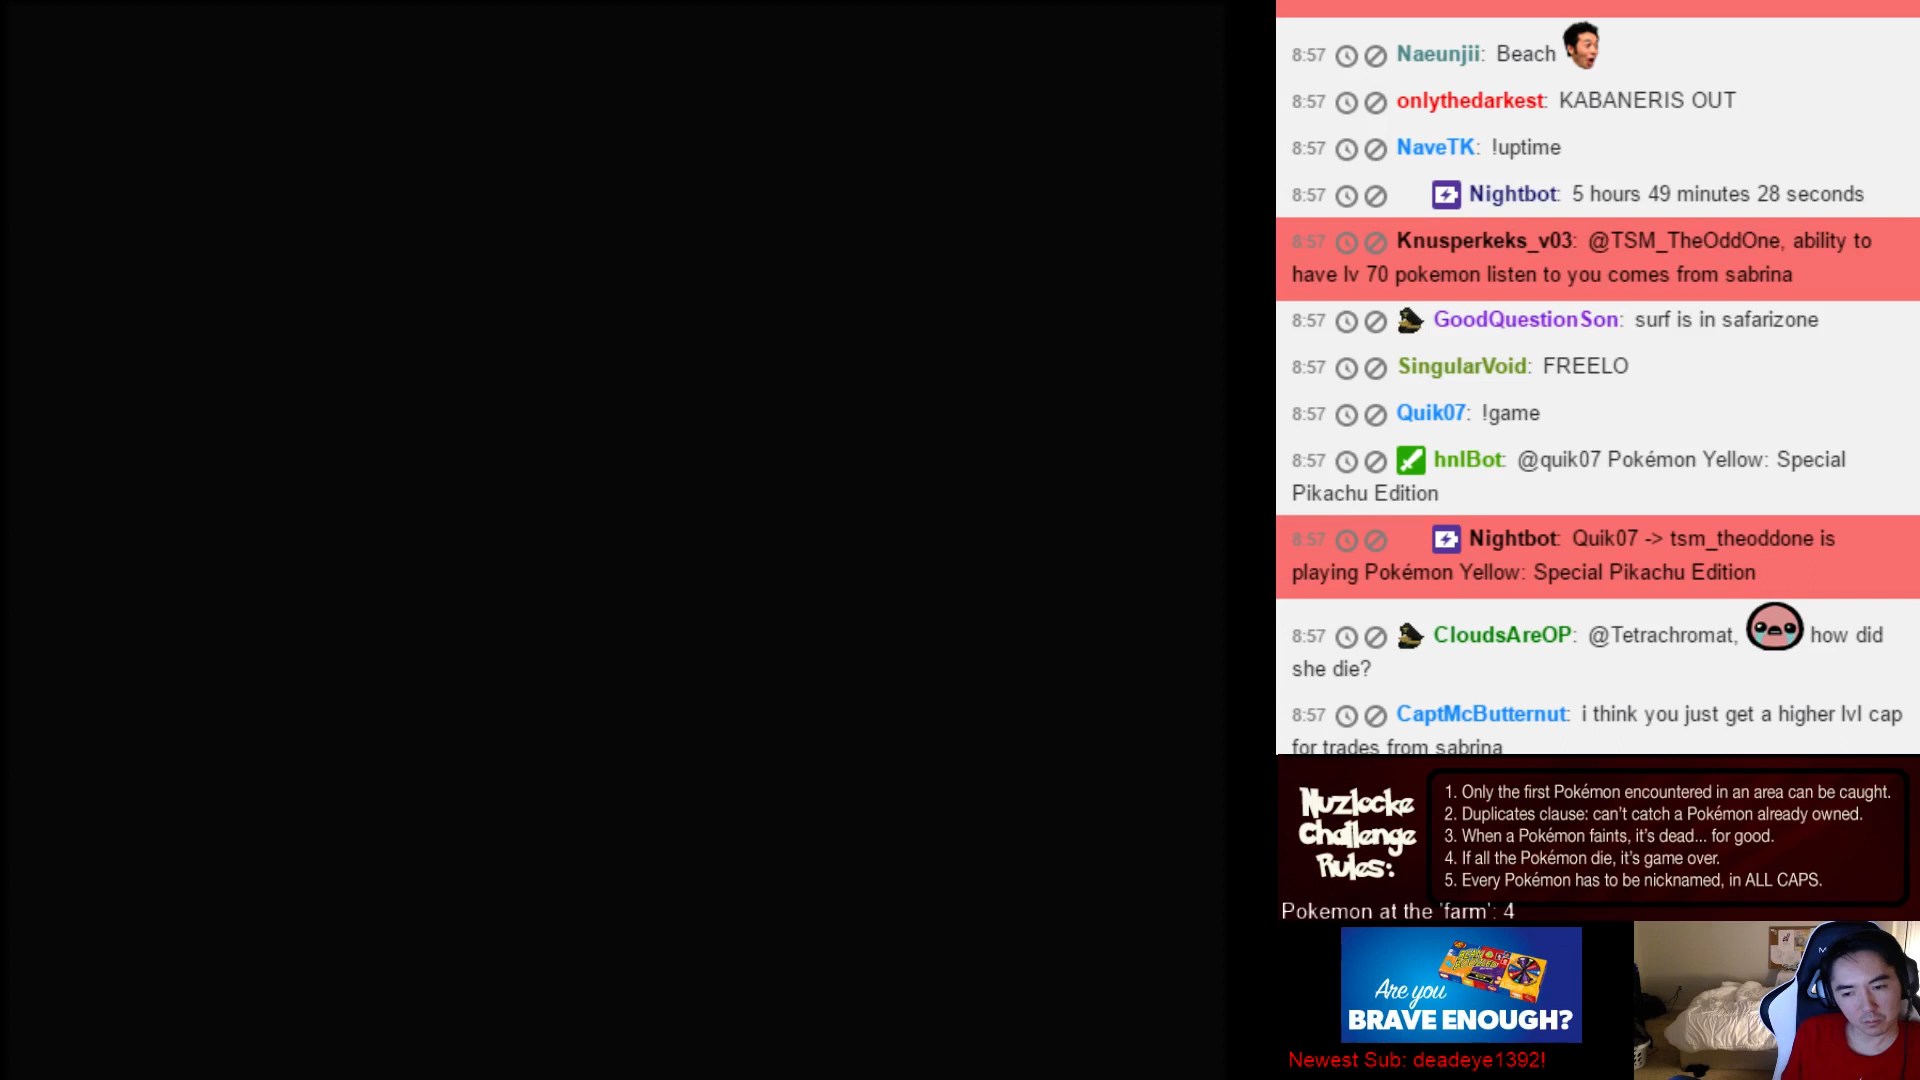 8:57 Naeunjii: Beach
8:57 onlythedarkest: KABANERIS OUT
8:57 NaveTK: !uptime
8:57 Nightbot: 5 hours 49 minutes 28 seconds
8:57 Knusperkeks_v03: @TSM_TheOddOne, ability to
have lv 70 pokemon listen to you comes from sabrina
8:57 GoodQuestionSon: surf is in safarizone
8:57 SingularVoid: FREELO
8:57 Quik07: !game
8:57 hnlBot: @quik07 Pokémon Yellow: Special
Pikachu Edition
8:57 Nightbot: Quik07 -> tsm_theoddone is
playing Pokémon Yellow: Special Pikachu Edition
8:57 CloudsAreOP: @Tetrachromat, how did
she die?
8:57 CaptMcButternut: i think you just get a higher lvl cap
for trades from sabrina
Nuzlocke
Challenge
Rules:
1. Only the first Pokémon encountered in an area can be caught.
2. Duplicates clause: can't catch a Pokémon already owned.
3. When a Pokémon faints, it's dead... for good.
4. If all the Pokémon die, it's game over.
5. Every Pokémon has to be nicknamed, in ALL CAPS.
Pokemon at the 'farm': 4
Are you
BRAVE ENOUGH?
Newest Sub: deadeye1392!